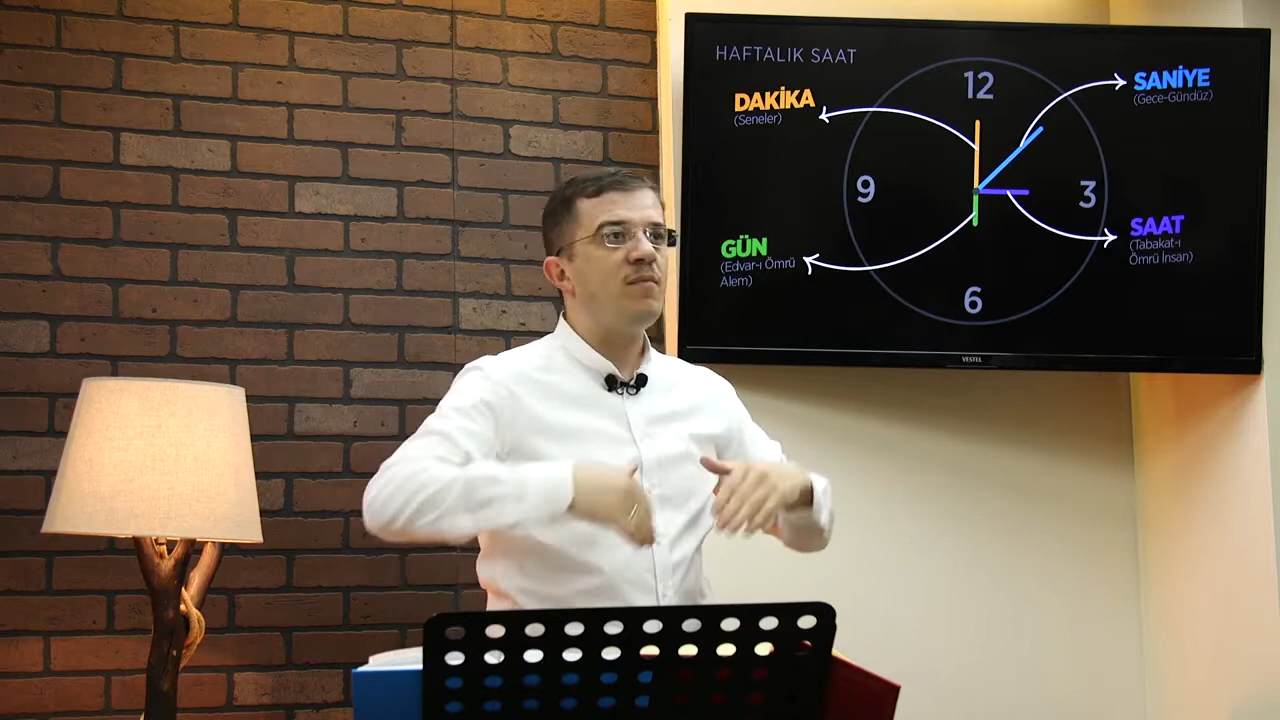 HAFTALIK SAAT
12
DAKİKA
(Seneler)
SANİYE
(Gece-Gündüz)
9
3
GÜN
(Edvar-ı Ömrü
Alem)
SAAT
(Tabakat-ı
Ömrü İnsan)
6
VESTEL